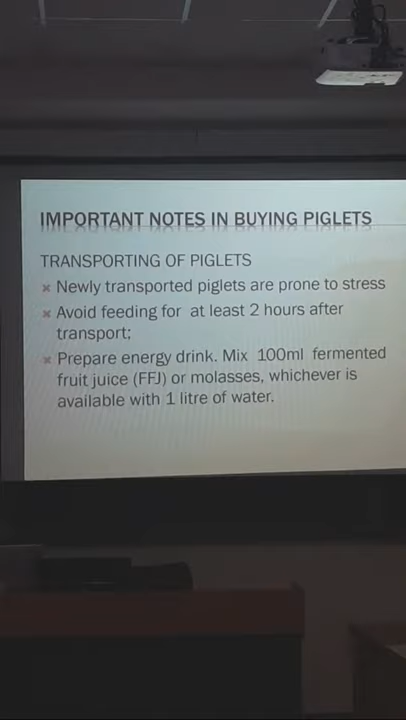 IMPORTANT NOTES IN BUYING PIGLETS
TRANSPORTING OF PIGLETS
Newly transported piglets are prone to stress
Avoid feeding for at least 2 hours after
transport;
Prepare energy drink. Mix 100ml fermented
fruit juice (FFJ) or molasses, whichever is
available with 1 litre of water.